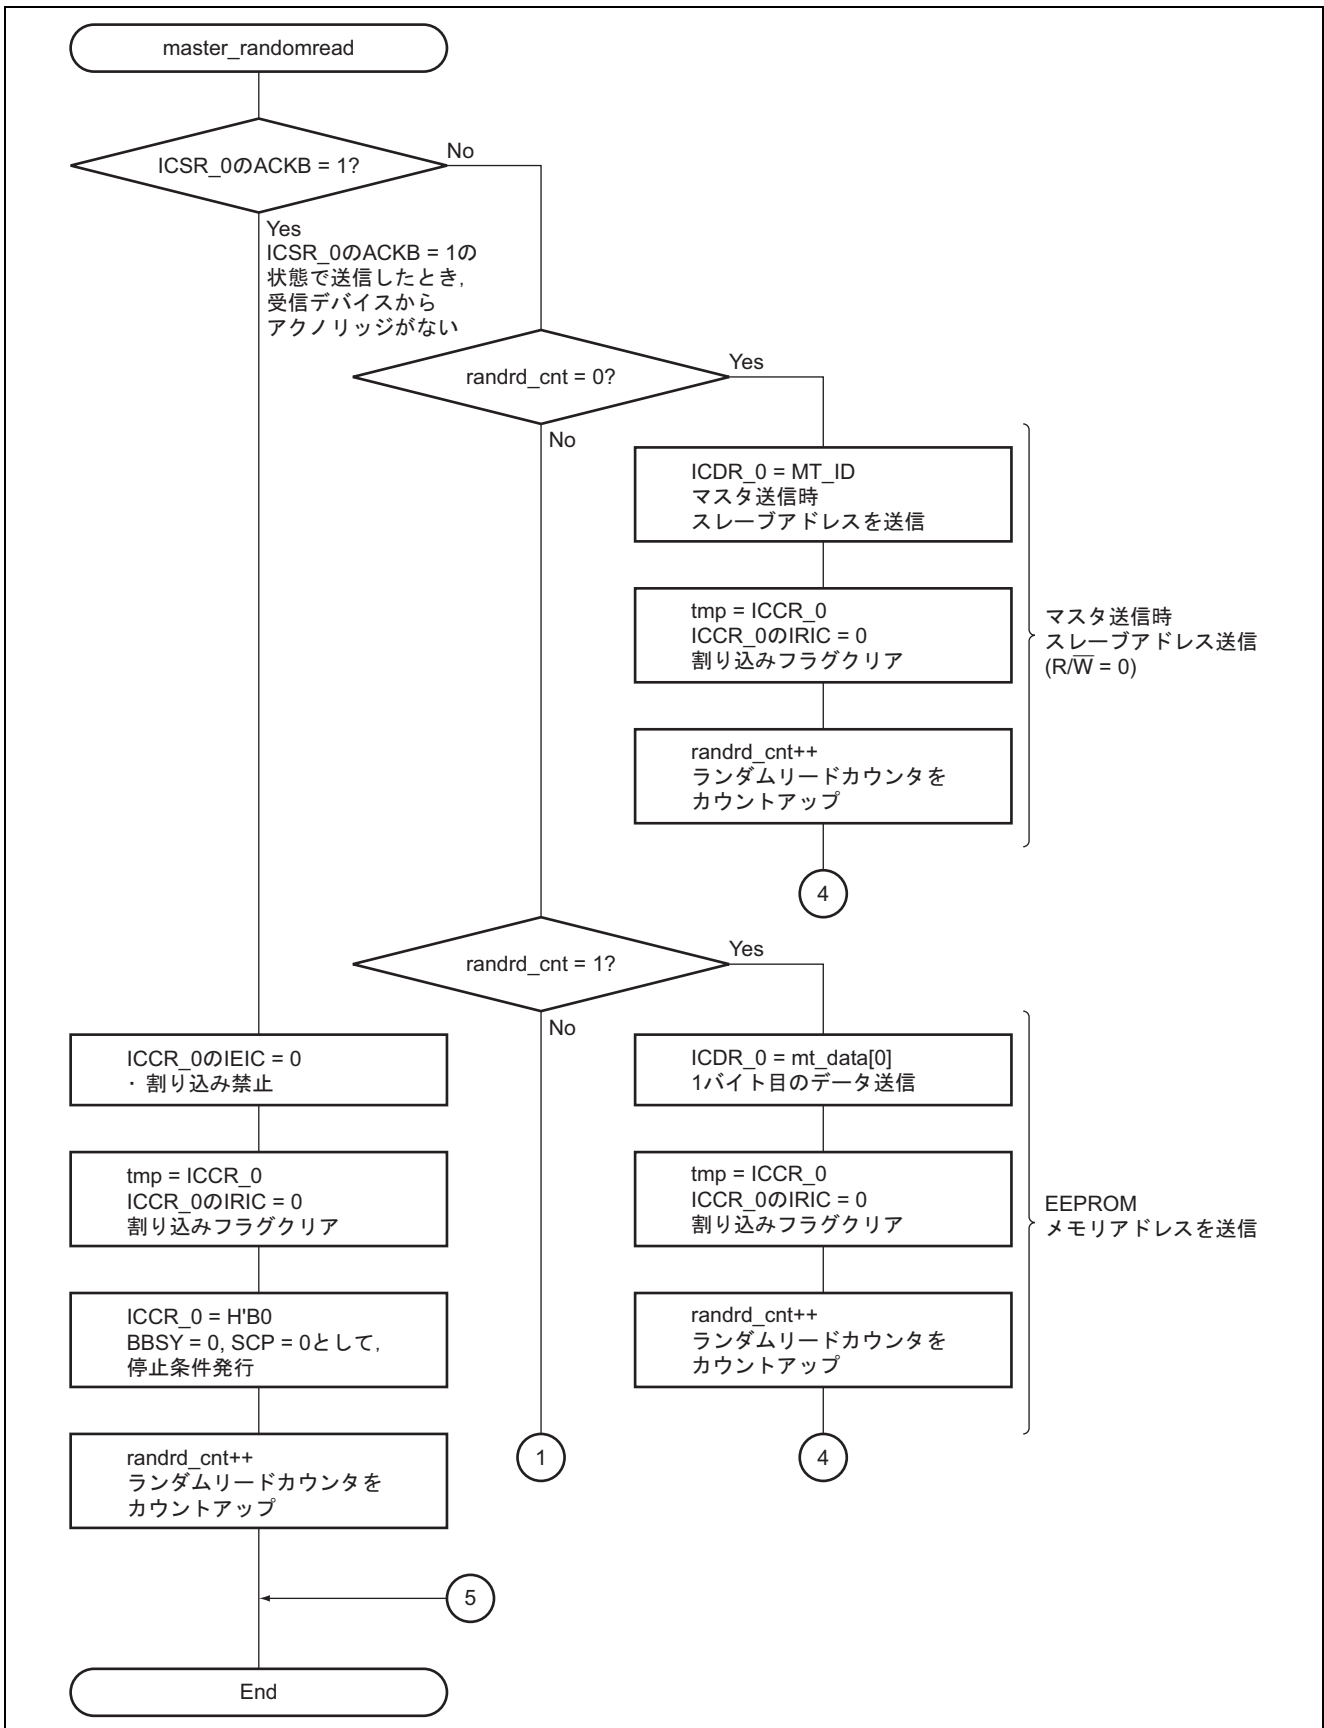 master_randomread
ICSR_0のACKB = 1?
No
Yes
ICSR_0のACKB = 1の
状態で送信したとき,
受信デバイスから
アクノリッジがない
randrd_cnt = 0?
Yes
No
ICDR_0 = MT_ID
マスタ送信時
スレーブアドレスを送信
tmp = ICCR_0
ICCR_0のIRIC = 0
割り込みフラグクリア
randrd_cnt++
ランダムリードカウンタを
カウントアップ
マスタ送信時
スレーブアドレス送信
(R/W̅ = 0)
4
randrd_cnt = 1?
Yes
No
ICCR_0のIEIC = 0
・割り込み禁止
tmp = ICCR_0
ICCR_0のIRIC = 0
割り込みフラグクリア
ICCR_0 = H'B0
BBSY = 0, SCP = 0として,
停止条件発行
randrd_cnt++
ランダムリードカウンタを
カウントアップ
1
ICDR_0 = mt_data[0]
1バイト目のデータ送信
tmp = ICCR_0
ICCR_0のIRIC = 0
割り込みフラグクリア
randrd_cnt++
ランダムリードカウンタを
カウントアップ
EEPROM
メモリアドレスを送信
4
5
End